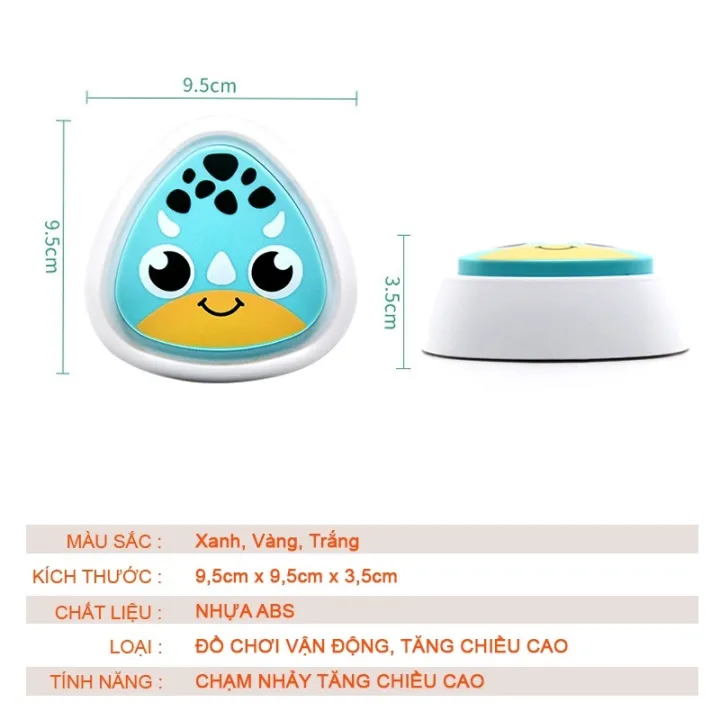 9.5cm
9.5cm
3.5cm
MÀU SẮC : Xanh, Vàng, Trắng
KÍCH THƯỚC : 9,5cm x 9,5cm x 3,5cm
CHẤT LIỆU : NHỰA ABS
LOẠI : ĐỒ CHƠI VẬN ĐỘNG, TĂNG CHIỀU CAO
TÍNH NĂNG : CHẠM NHẢY TĂNG CHIỀU CAO